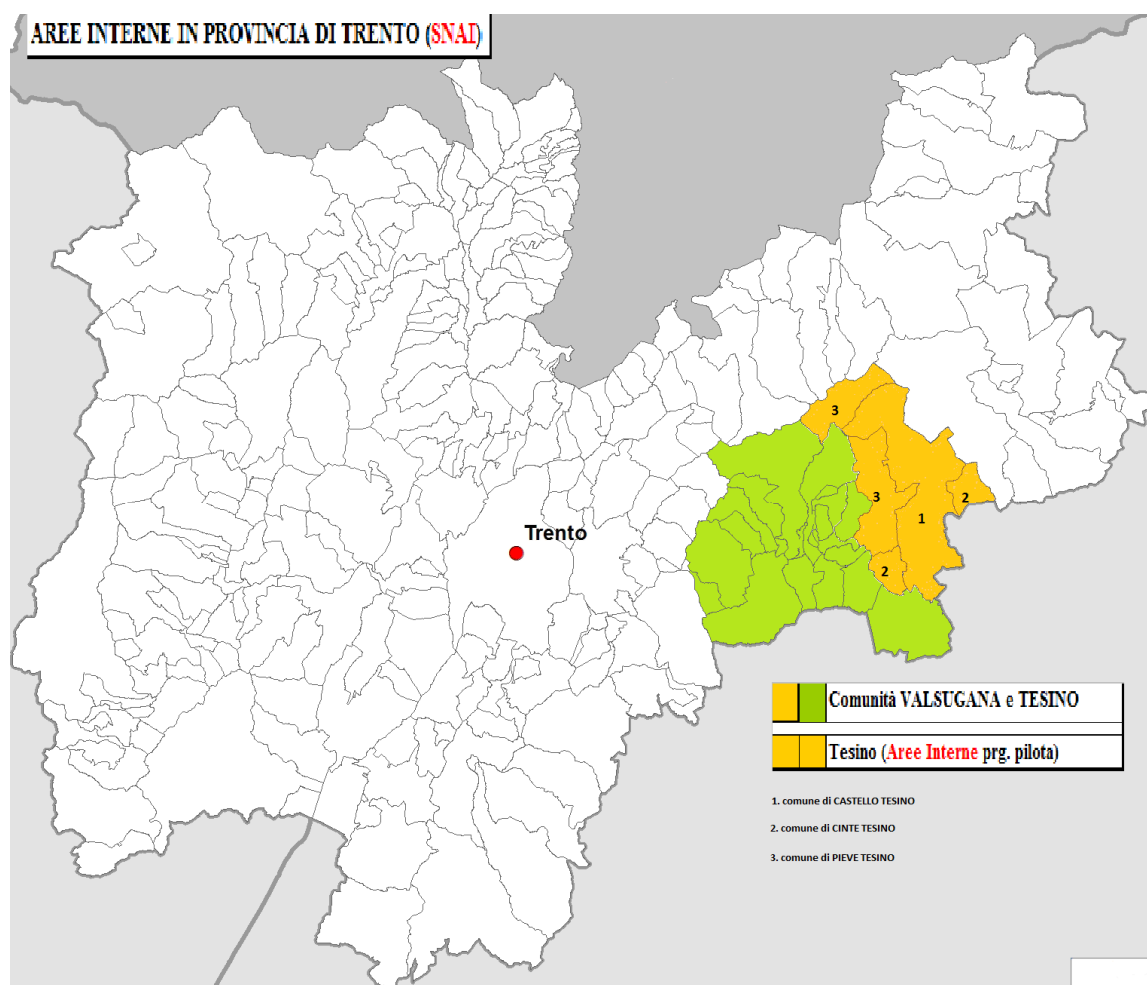 AREE INTERNE IN PROVINCIA DI TRENTO (SNAI)
3
3
2
1
Trento
2
Comunità VALSUGANA e TESINO
Tesino (Aree Interne prg. pilota)
1. comune di CASTELLO TESINO
2. comune di CINTE TESINO
3. comune di PIEVE TESINO